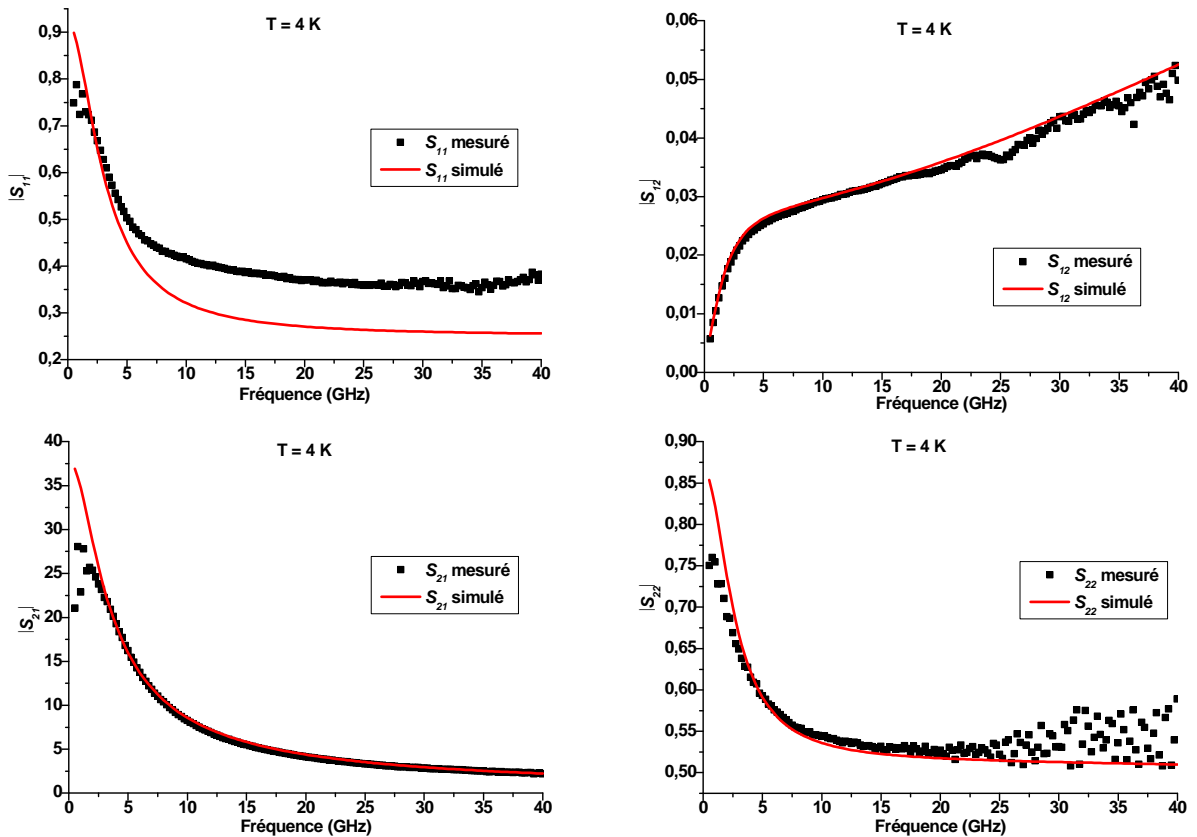 T = 4 K
0,9
0,8
0,7
0,6
0,5
0,4
0,3
0,2
|S11|
S11 mesuré
S11 simulé
0 5 10 15 20 25 30 35 40
Fréquence (GHz)
T = 4 K
0,06
0,05
0,04
0,03
0,02
0,01
0,00
|S12|
S12 mesuré
S12 simulé
0 5 10 15 20 25 30 35 40
Fréquence (GHz)
T = 4 K
40
35
30
25
20
15
10
5
0
|S21|
S21 mesuré
S21 simulé
0 5 10 15 20 25 30 35 40
Fréquence (GHz)
T = 4 K
0,90
0,85
0,80
0,75
0,70
0,65
0,60
0,55
0,50
|S22|
S22 mesuré
S22 simulé
0 5 10 15 20 25 30 35 40
Fréquence (GHz)